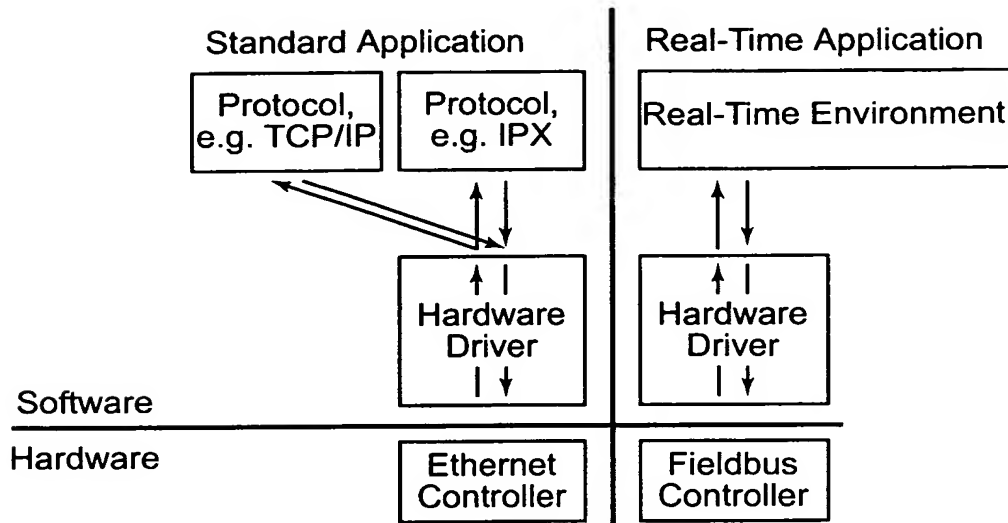 Standard Application
Real-Time Application
Protocol,
e.g. TCP/IP
Protocol,
e.g. IPX
Real-Time Environment
Hardware
Driver
Hardware
Driver
Software
Hardware
Ethernet
Controller
Fieldbus
Controller